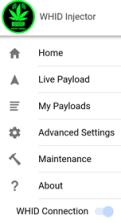 WHID Injector
Home
Live Payload
My Payloads
Advanced Settings
Maintenance
About
WHID Connection